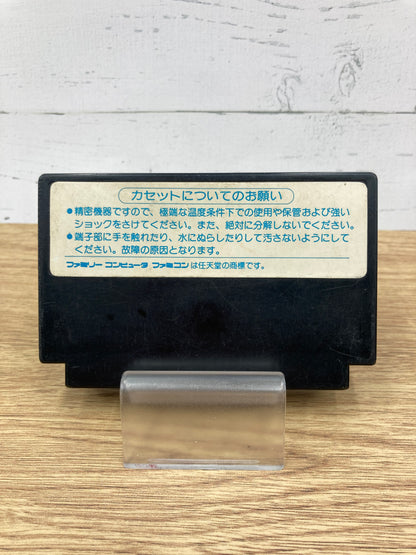 カセットについてのお願い
●精密機器ですので、極端な温度条件下での使用や保管および強い
ショックをさけてください。また、絶対に分解しないでください。
●端子部に手を触れたり、水にぬらしたりして汚さないようにして
ください。故障の原因となります。
ファミリー コンピュータ ファミコン は任天堂の商標です。